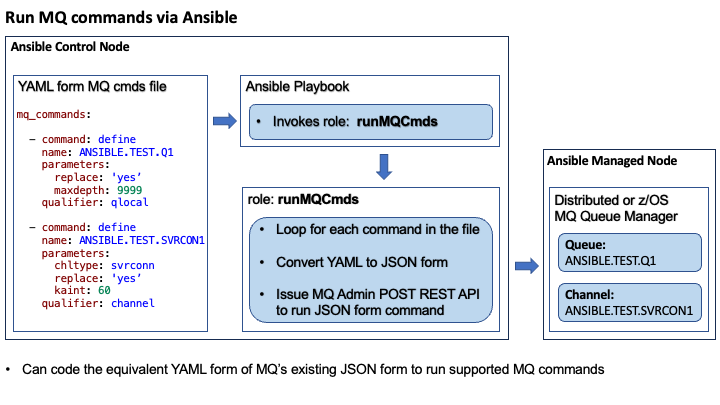 Run MQ commands via Ansible
Ansible Control Node
YAML form MQ cmds file
mq_commands:
- command: define
name: ANSIBLE.TEST.Q1
parameters:
replace: 'yes’
maxdepth: 9999
qualifier: qlocal
- command: define
name: ANSIBLE.TEST.SVRCON1
parameters:
chltype: svrconn
replace: 'yes’
kaint: 60
qualifier: channel
Ansible Playbook
• Invokes role: runMQCmds
role: runMQCmds
• Loop for each command in the file
• Convert YAML to JSON form
• Issue MQ Admin POST REST API
to run JSON form command
Ansible Managed Node
Distributed or z/OS
MQ Queue Manager
Queue:
ANSIBLE.TEST.Q1
Channel:
ANSIBLE.TEST.SVRCON1
• Can code the equivalent YAML form of MQ’s existing JSON form to run supported MQ commands